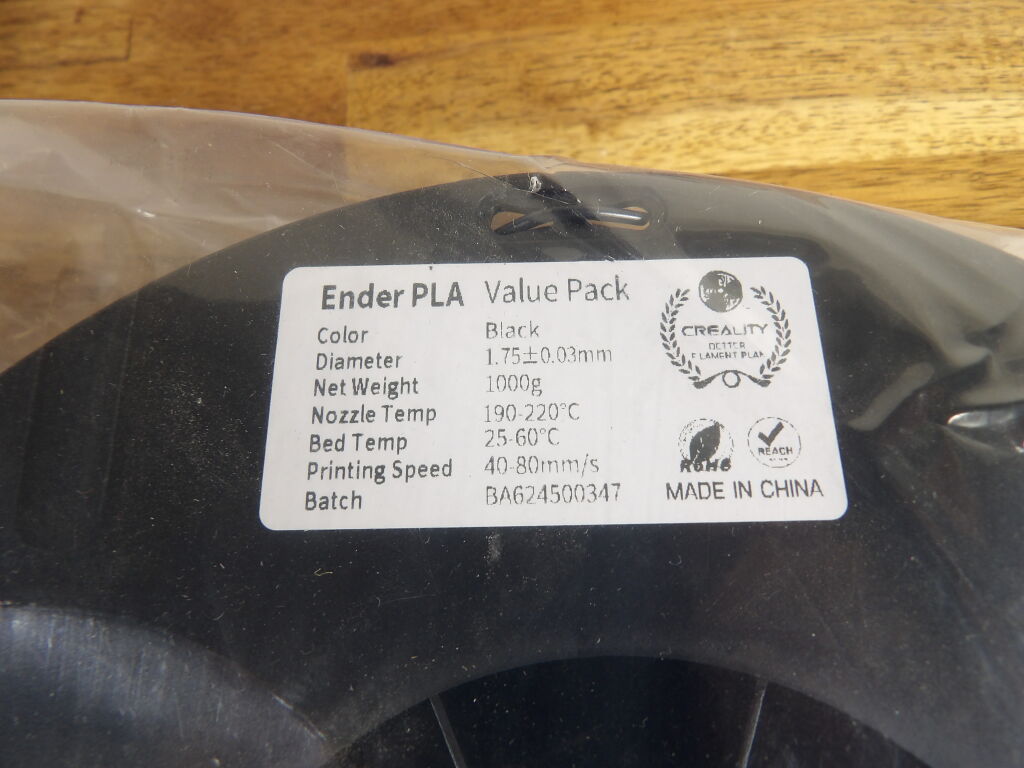 Ender PLA Value Pack
Color Black
Diameter 1.75±0.03mm
Net Weight 1000g
Nozzle Temp 190-220°C
Bed Temp 25-60°C
Printing Speed 40-80mm/s
Batch BA624500347
CREALITY
RoHS
REACH
MADE IN CHINA